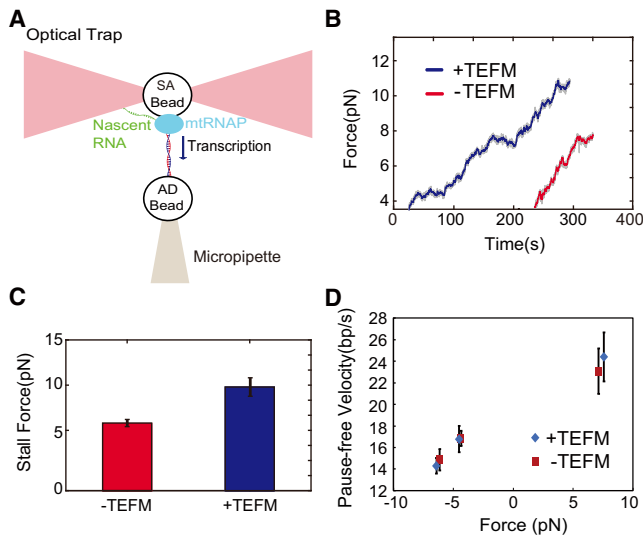 A
Optical Trap
SA
Bead
Nascent
RNA
mtRNAP
Transcription
AD
Bead
Micropipette
B
Force(pN)
12
10
8
6
4
+TEFM
-TEFM
0
100
200
300
400
Time(s)
C
Stall Force(pN)
15
10
5
0
-TEFM
+TEFM
D
Pause-free Velocity(bp/s)
28
26
24
22
20
18
16
14
12
+TEFM
-TEFM
-10
-5
0
5
10
Force (pN)